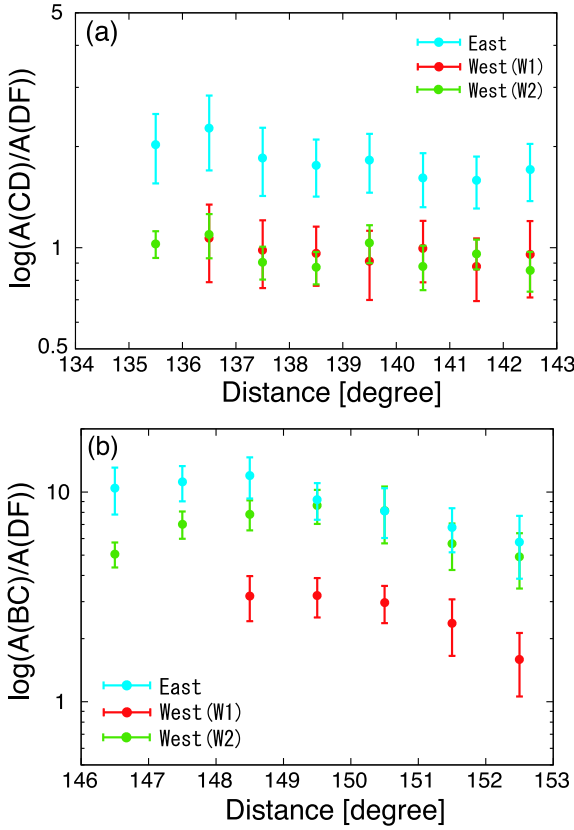 (a)
5
East
West(W1)
West(W2)
log(A(CD)/A(DF))
1
0.5
134 135 136 137 138 139 140 141 142 143
Distance [degree]
(b)
10
log(A(BC)/A(DF))
1
East
West(W1)
West(W2)
146 147 148 149 150 151 152 153
Distance [degree]